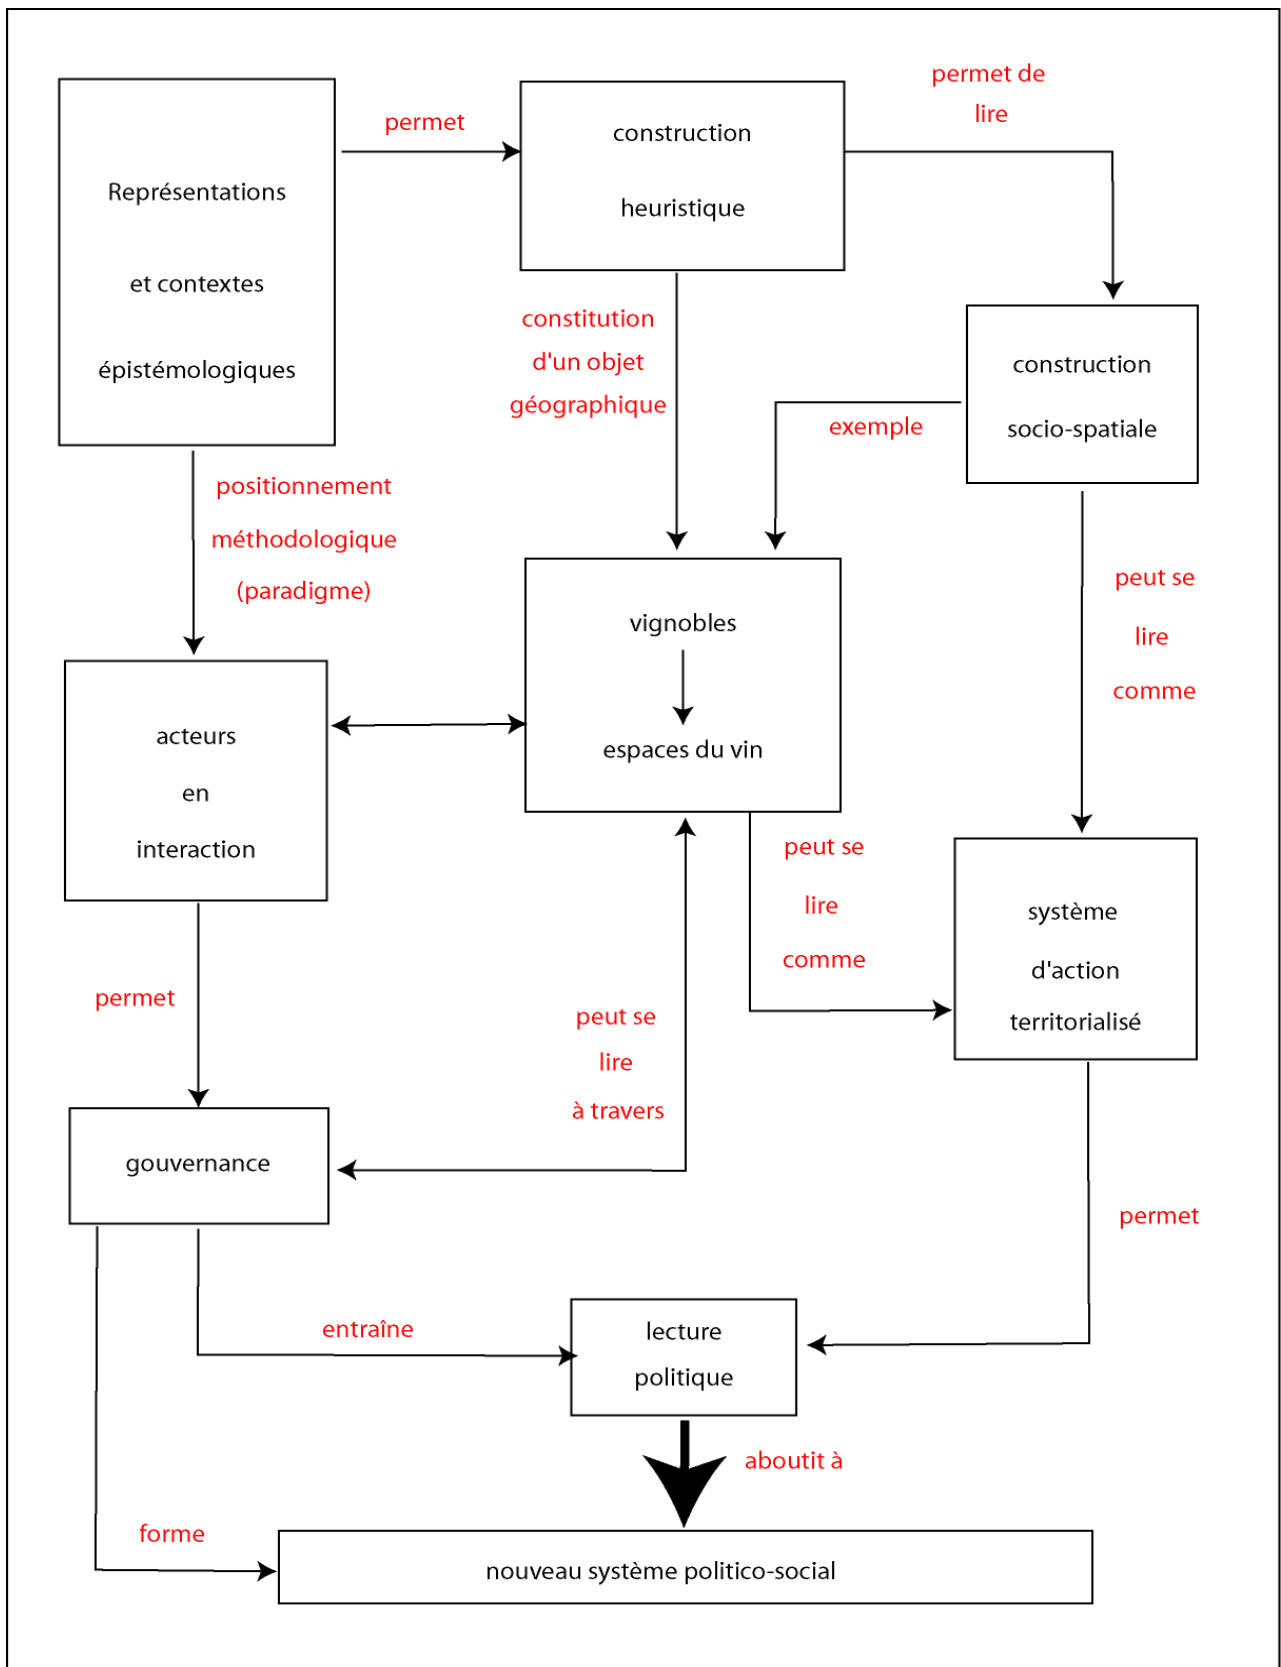 permet de
lire
permet
construction
heuristique
Représentations
et contextes
épistémologiques
constitution
d'un objet
géographique
construction
socio-spatiale
exemple
positionnement
méthodologique
(paradigme)
peut se
lire
comme
vignobles
espaces du vin
acteurs
en
interaction
peut se
lire
comme
système
d'action
territorialisé
permet
peut se
lire
à travers
gouvernance
permet
entraîne
lecture
politique
aboutit à
forme
nouveau système politico-social